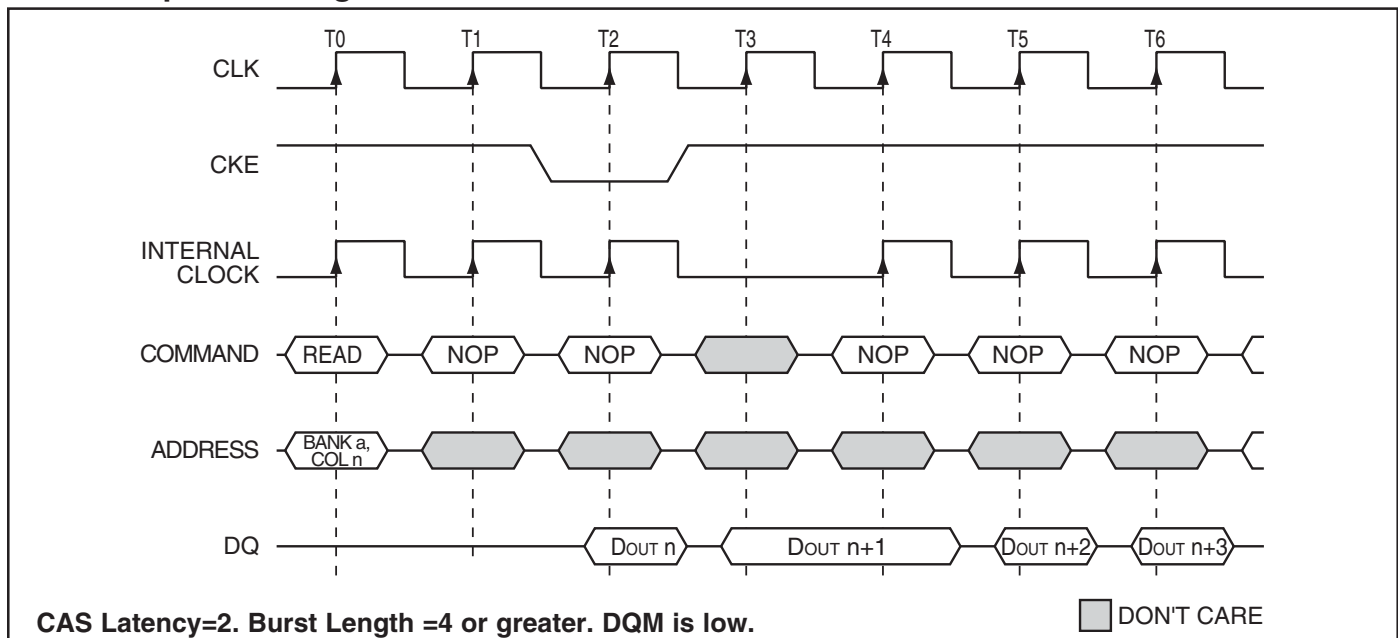 T0 T1 T2 T3 T4 T5 T6
CLK
CKE
INTERNAL
CLOCK
COMMAND READ NOP NOP NOP NOP NOP
ADDRESS BANK a,
COL n
DQ DOUT n DOUT n+1 DOUT n+2 DOUT n+3
CAS Latency=2. Burst Length =4 or greater. DQM is low. DON'T CARE